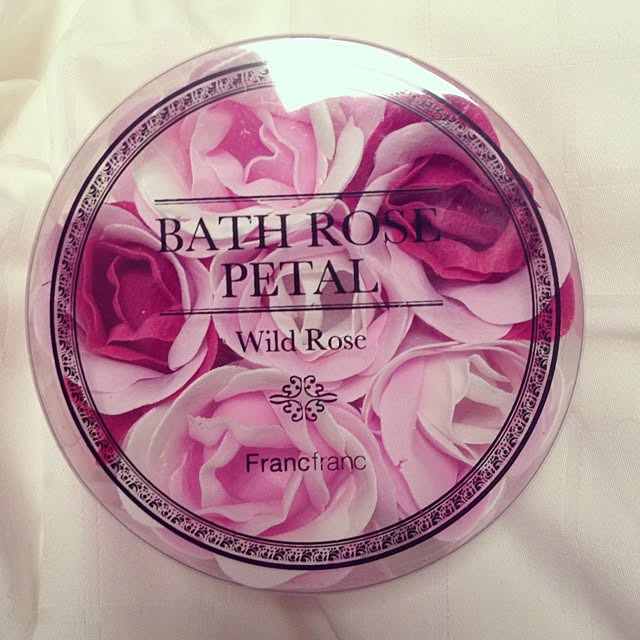 BATH ROSE
PETAL
Wild Rose
Francfranc